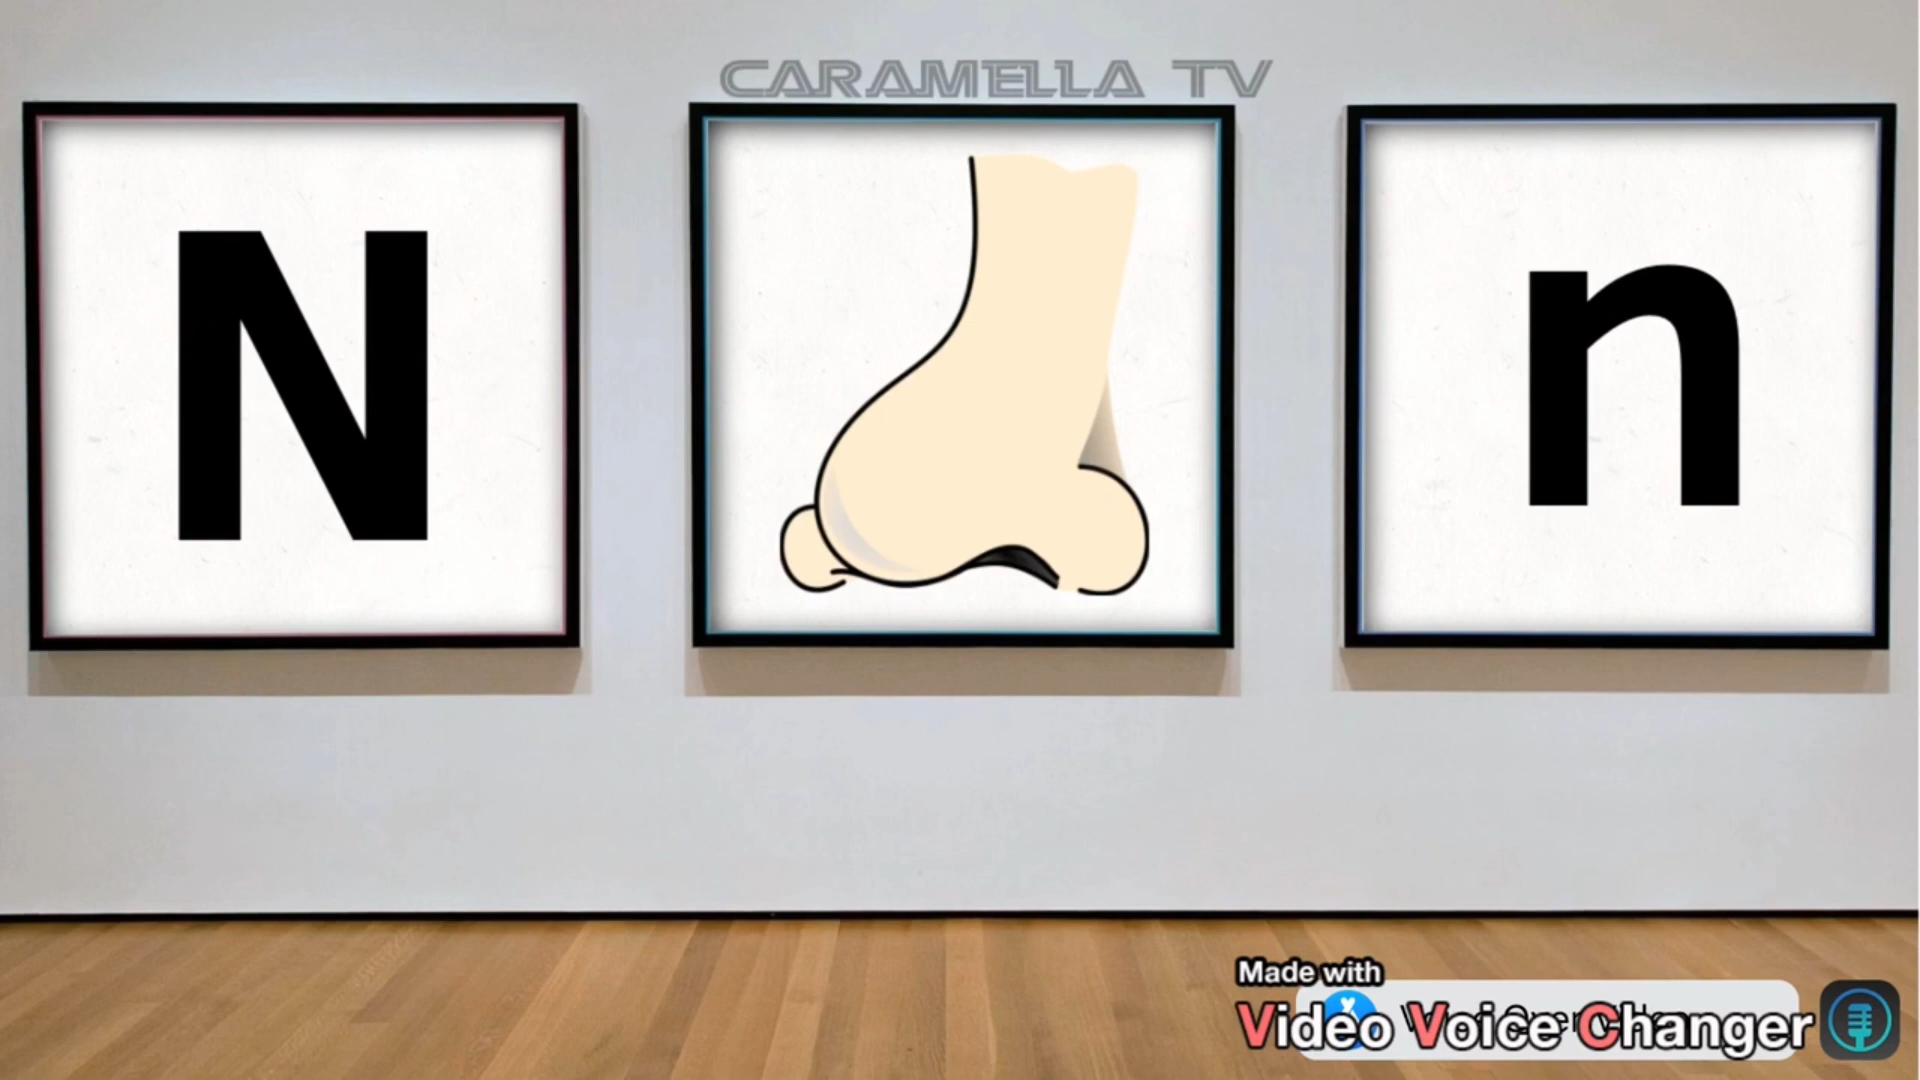 CARAMELLA TV
N
n
Made with
Video Voice Changer